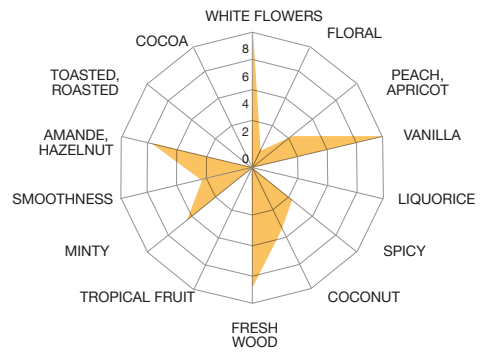 WHITE FLOWERS
FLORAL
PEACH,
APRICOT
VANILLA
LIQUORICE
SPICY
COCONUT
FRESH
WOOD
TROPICAL FRUIT
MINTY
SMOOTHNESS
AMANDE,
HAZELNUT
TOASTED,
ROASTED
COCOA
8
6
4
2
0